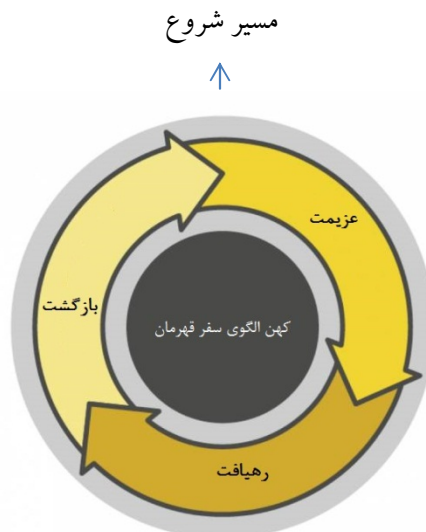 مسیر شروع
عزیمت
بازگشت
کهن الگوی سفر قهرمان
رهیافت